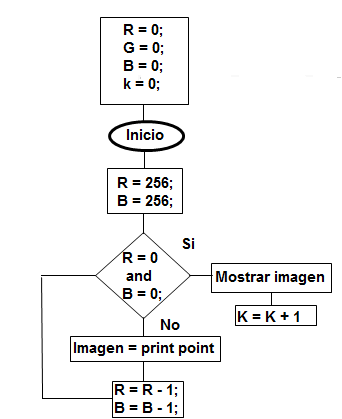 R = 0;
G = 0;
B = 0;
k = 0;
Inicio
R = 256;
B = 256;
R = 0
and
B = 0;
Si
Mostrar imagen
K = K + 1
No
Imagen = print point
R = R - 1;
B = B - 1;